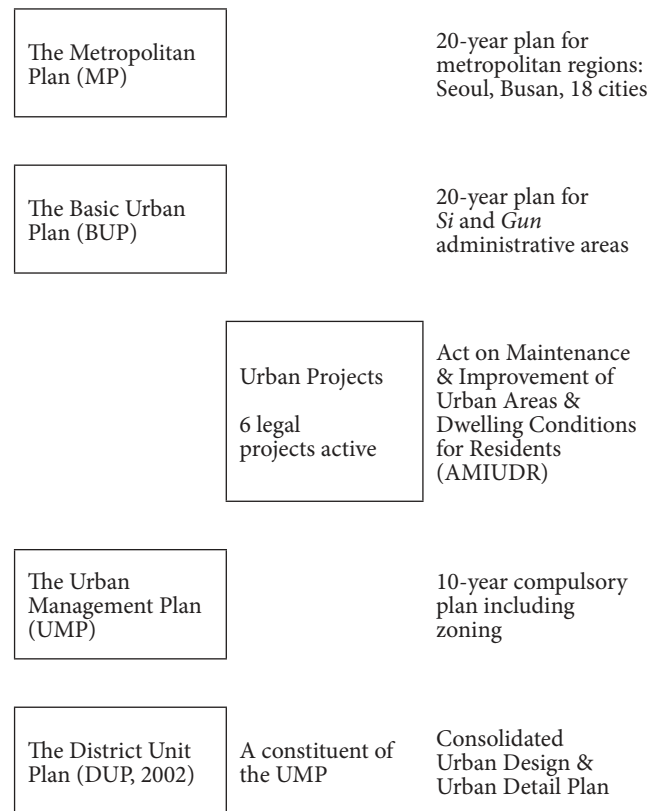 The Metropolitan
Plan (MP)
20-year plan for
metropolitan regions:
Seoul, Busan, 18 cities
The Basic Urban
Plan (BUP)
20-year plan for
Si and Gun
administrative areas
Urban Projects
6 legal
projects active
Act on Maintenance
& Improvement of
Urban Areas &
Dwelling Conditions
for Residents
(AMIUDR)
The Urban
Management Plan
(UMP)
10-year compulsory
plan including
zoning
The District Unit
Plan (DUP, 2002)
A constituent of
the UMP
Consolidated
Urban Design &
Urban Detail Plan